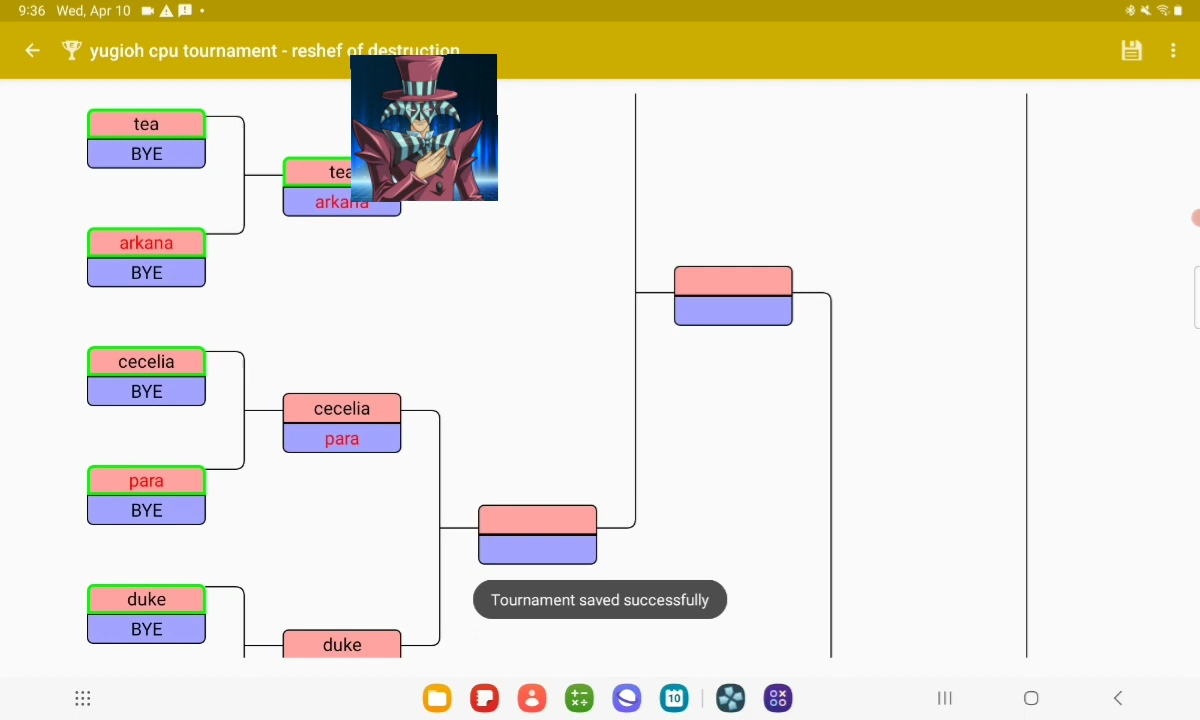 9:36 Wed, Apr 10
yugioh cpu tournament - reshef of destruction
tea
BYE
tea
arkana
arkana
BYE
cecelia
BYE
cecelia
para
para
BYE
duke
BYE
duke
Tournament saved successfully
10